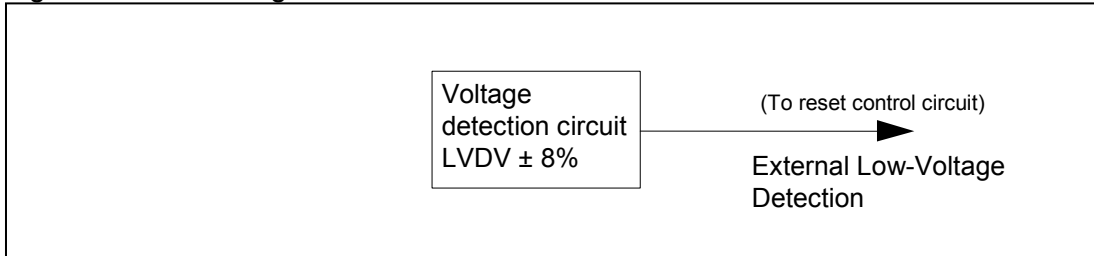 Voltage
detection circuit
LVDV ± 8%
(To reset control circuit)
External Low-Voltage
Detection